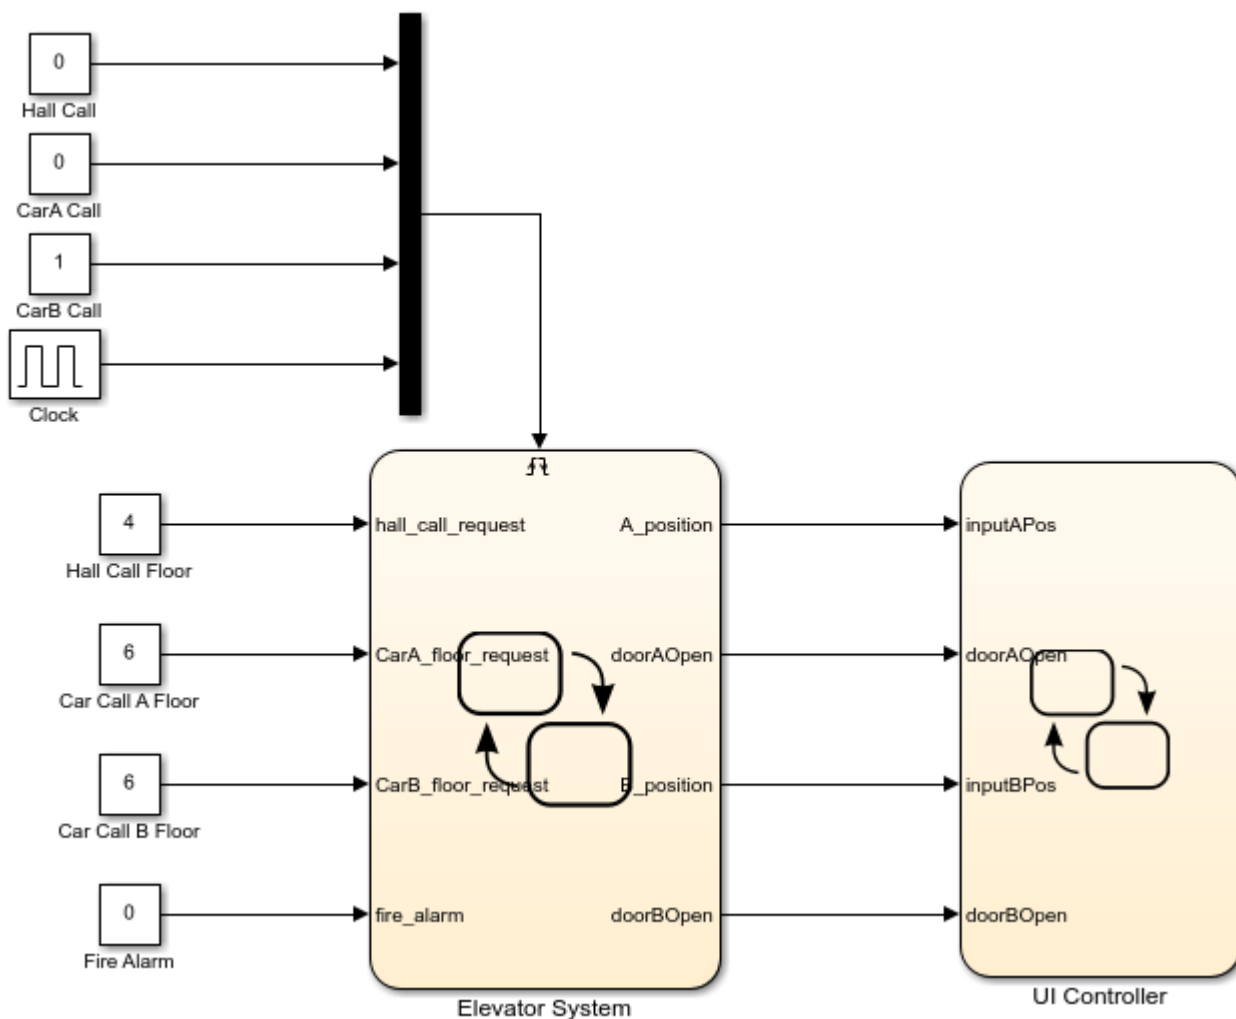 0
Hall Call
0
CarA Call
1
CarB Call
Clock
4
Hall Call Floor
6
Car Call A Floor
6
Car Call B Floor
0
Fire Alarm
hall_call_request
CarA_floor_request
CarB_floor_request
fire_alarm
A_position
doorAOpen
B_position
doorBOpen
Elevator System
inputAPos
doorAOpen
inputBPos
doorBOpen
UI Controller